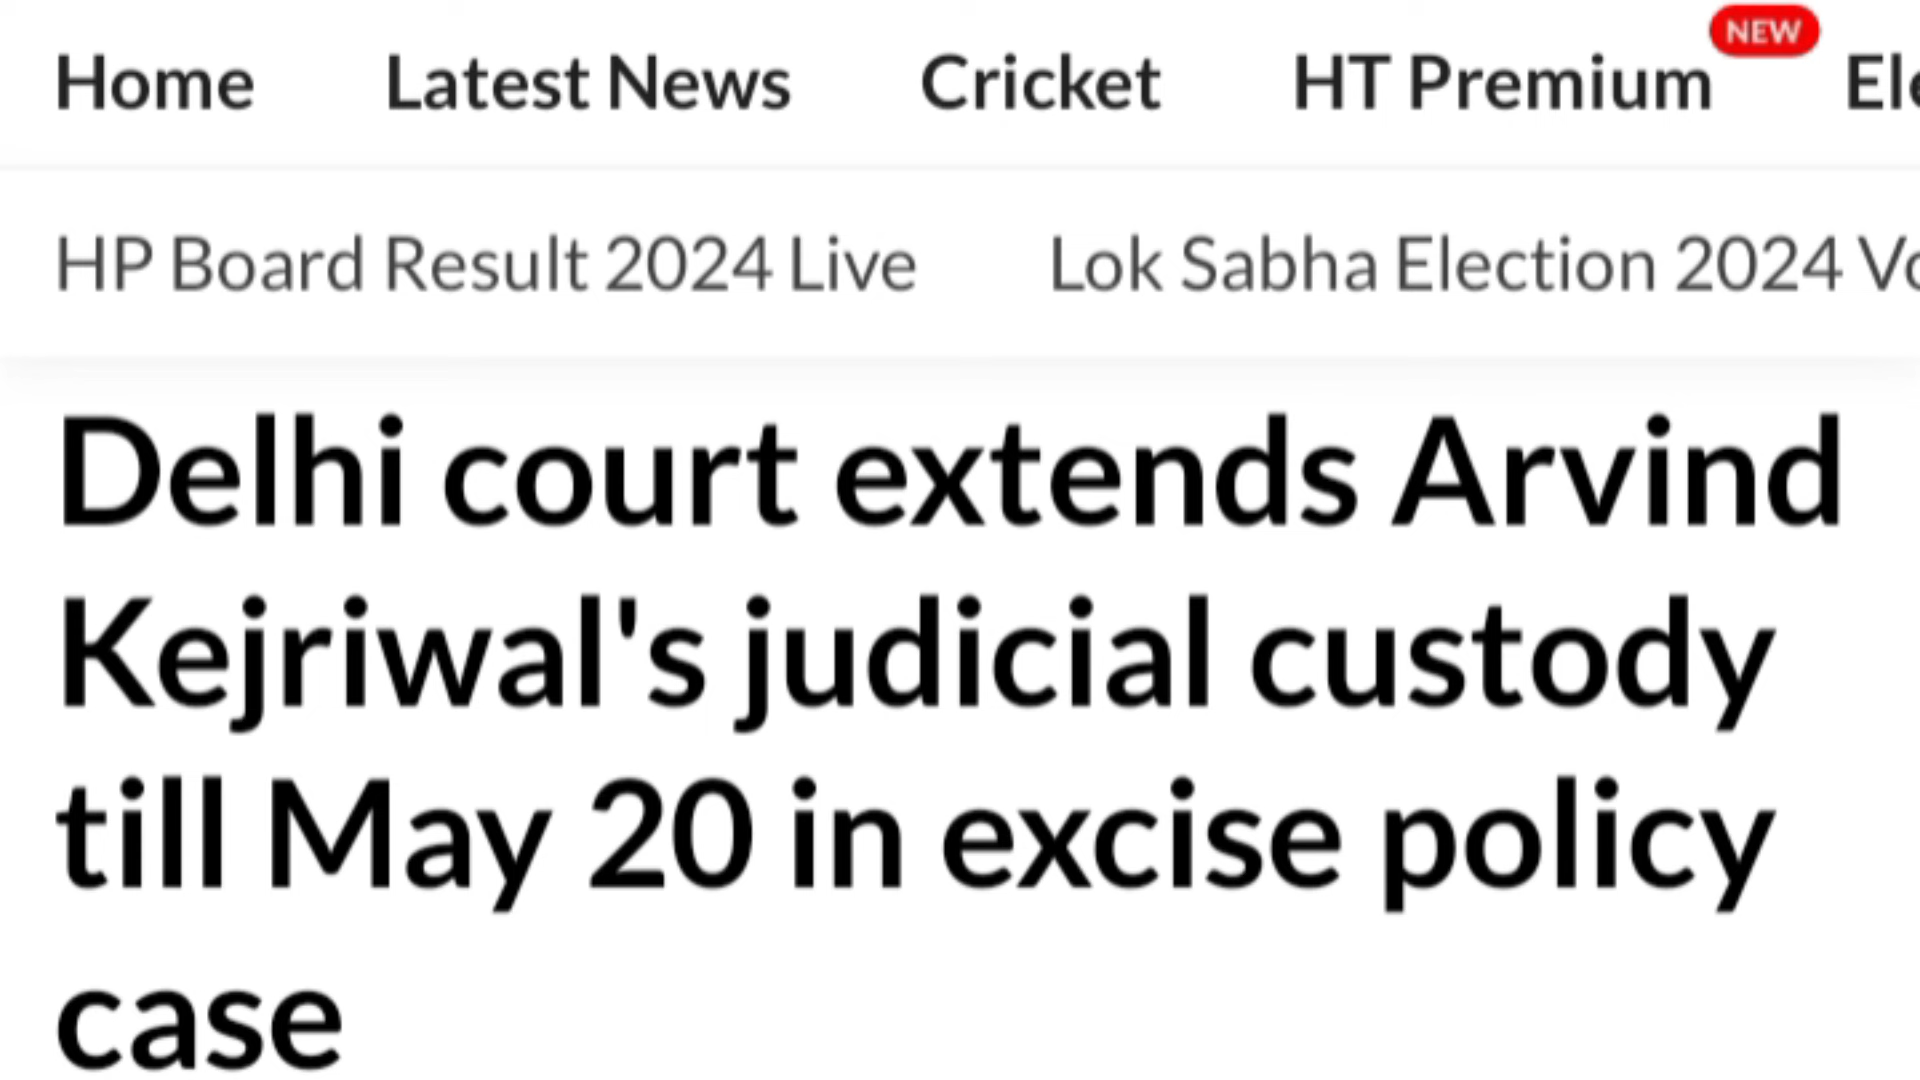 NEW
Home Latest News Cricket HT Premium
HP Board Result 2024 Live Lok Sabha Election 2024
Delhi court extends Arvind
Kejriwal's judicial custody
till May 20 in excise policy
case